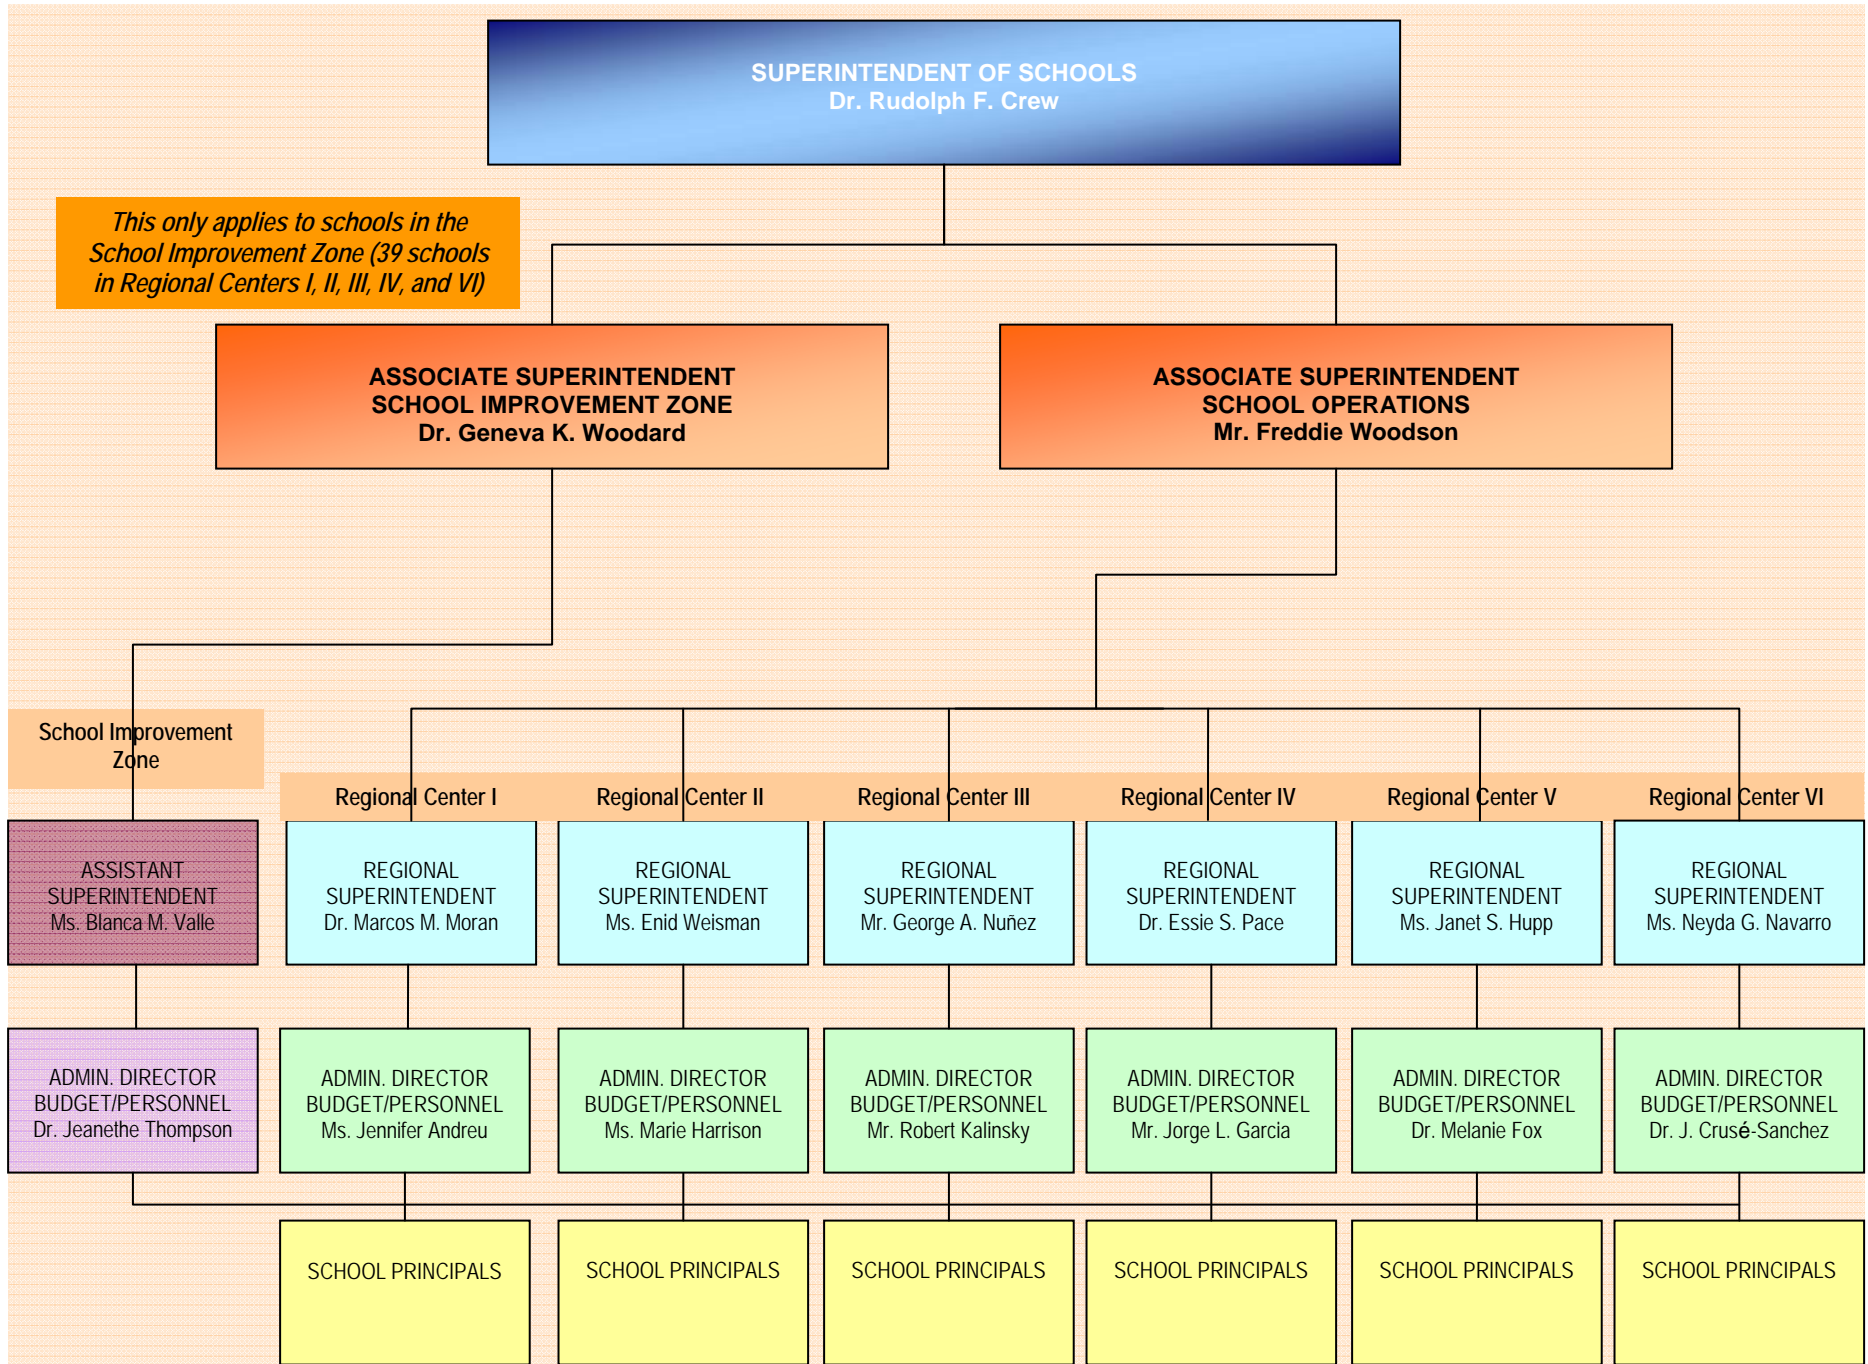 SUPERINTENDENT OF SCHOOLS
Dr. Rudolph F. Crew
This only applies to schools in the
School Improvement Zone (39 schools
in Regional Centers I, II, III, IV, and VI)
ASSOCIATE SUPERINTENDENT
SCHOOL IMPROVEMENT ZONE
Dr. Geneva K. Woodard
ASSOCIATE SUPERINTENDENT
SCHOOL OPERATIONS
Mr. Freddie Woodson
School Improvement
Zone
Regional Center I
Regional Center II
Regional Center III
Regional Center IV
Regional Center V
Regional Center VI
ASSISTANT
SUPERINTENDENT
Ms. Blanca M. Valle
REGIONAL
SUPERINTENDENT
Dr. Marcos M. Moran
REGIONAL
SUPERINTENDENT
Ms. Enid Weisman
REGIONAL
SUPERINTENDENT
Mr. George A. Nuñez
REGIONAL
SUPERINTENDENT
Dr. Essie S. Pace
REGIONAL
SUPERINTENDENT
Ms. Janet S. Hupp
REGIONAL
SUPERINTENDENT
Ms. Neyda G. Navarro
ADMIN. DIRECTOR
BUDGET/PERSONNEL
Dr. Jeanethe Thompson
ADMIN. DIRECTOR
BUDGET/PERSONNEL
Ms. Jennifer Andreu
ADMIN. DIRECTOR
BUDGET/PERSONNEL
Ms. Marie Harrison
ADMIN. DIRECTOR
BUDGET/PERSONNEL
Mr. Robert Kalinsky
ADMIN. DIRECTOR
BUDGET/PERSONNEL
Mr. Jorge L. Garcia
ADMIN. DIRECTOR
BUDGET/PERSONNEL
Dr. Melanie Fox
ADMIN. DIRECTOR
BUDGET/PERSONNEL
Dr. J. Crusé-Sanchez
SCHOOL PRINCIPALS
SCHOOL PRINCIPALS
SCHOOL PRINCIPALS
SCHOOL PRINCIPALS
SCHOOL PRINCIPALS
SCHOOL PRINCIPALS